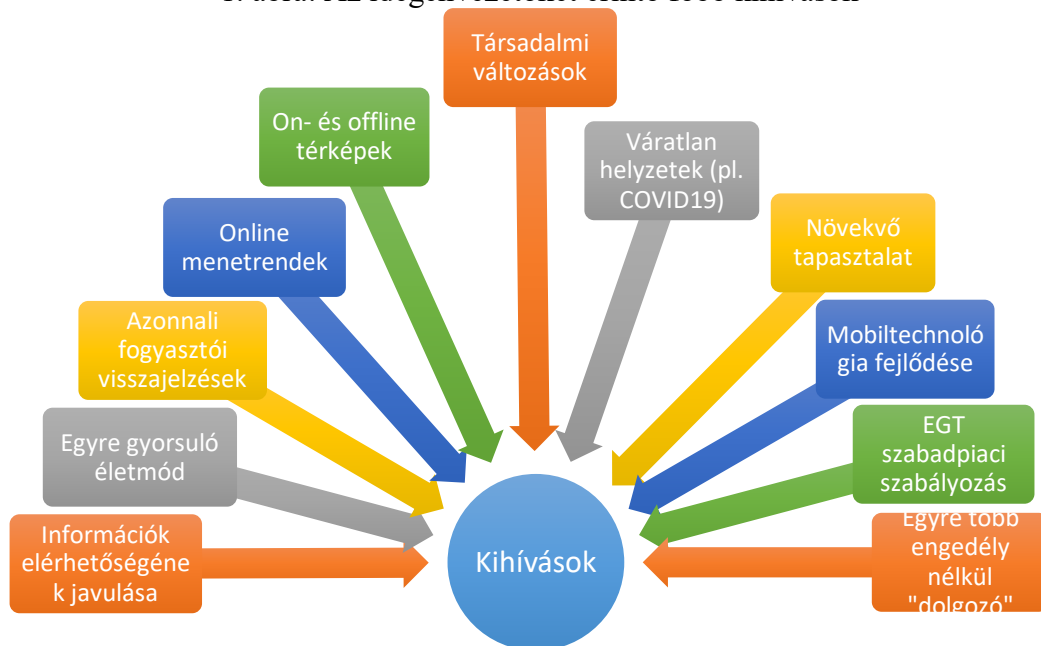 Társadalmi
változások
On- és offline
térképek
Váratlan
helyzetek (pl.
COVID19)
Online
menetrendek
Növekvő
tapasztalat
Azonnali
fogyasztói
visszajelzések
Mobiltechnoló
gia fejlődése
Egyre gyorsuló
életmód
EGT
szabadpiaci
szabályozás
Információk
elérhetőségéne
k javulása
Egyre több
engedély
nélkül
"dolgozó"
Kihívások